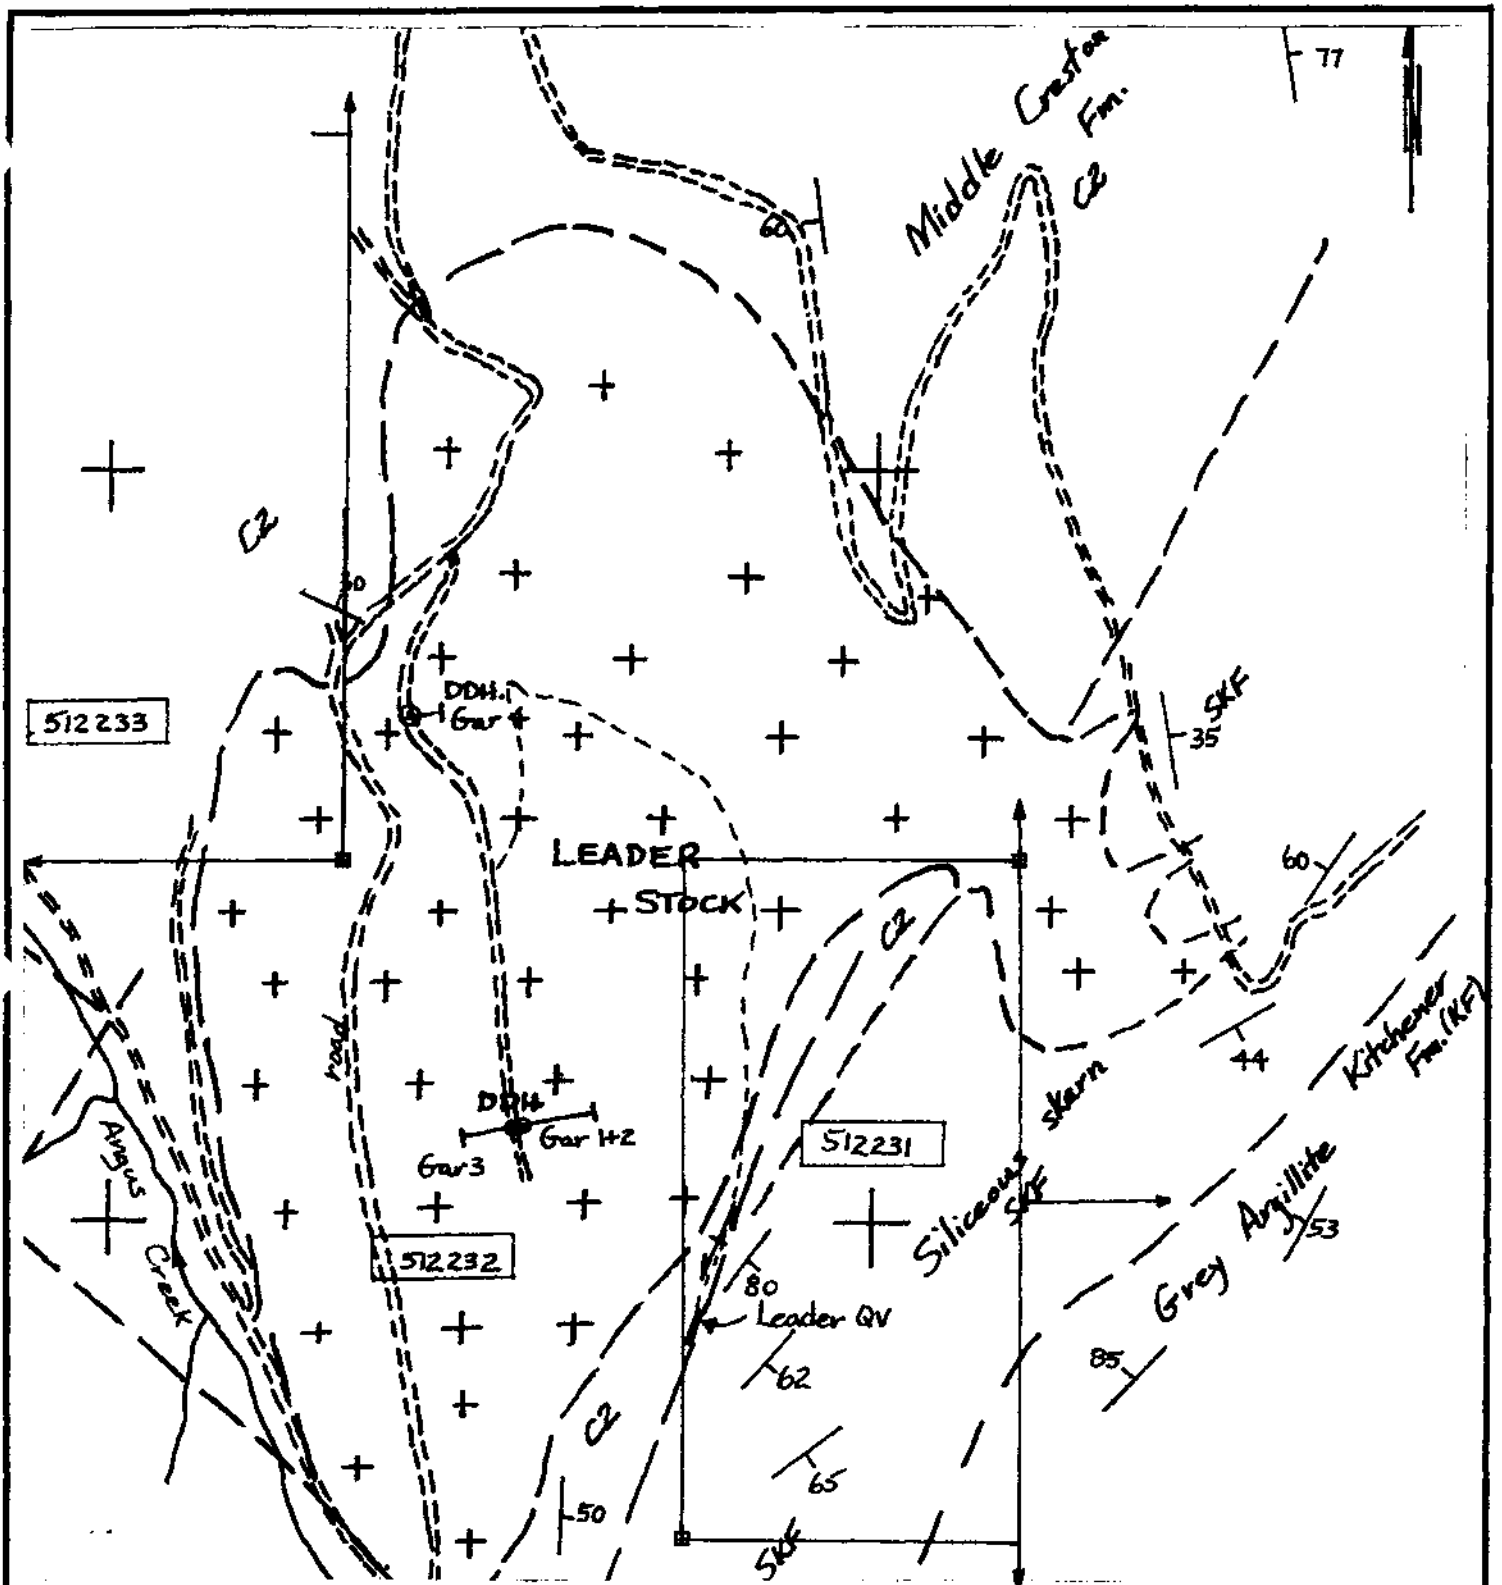 77
Middle Creston
Fm.
C2
60
C2
512233
DDH.
Gar 4
SKF
35
LEADER
STOCK
C2
60
44
Kitchener
Fm. (KF)
road
skarn
DDH
Gar 1+2
Gar 3
512231
Angus
Creek
Siliceous
SKF
Grey Argillite
53
512232
80
Leader QV
62
85
C2
65
50
SKF